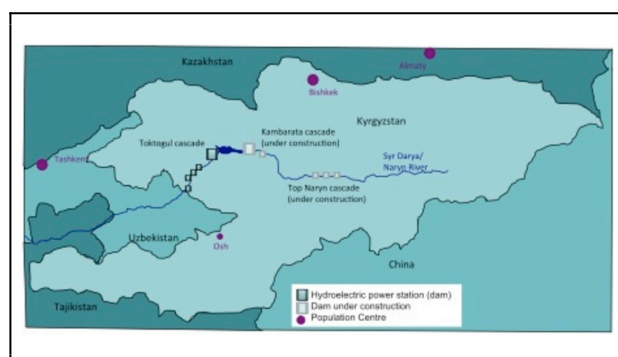 Kazakhstan
Almaty
Bishkek
Kyrgyzstan
Toktogul cascade
Kambarata cascade
(under construction)
Tashkent
Syr Darya/
Naryn River
Top Naryn cascade
(under construction)
Uzbekistan
Osh
China
Tajikistan
Hydroelectric power station (dam)
Dam under construction
Population Centre